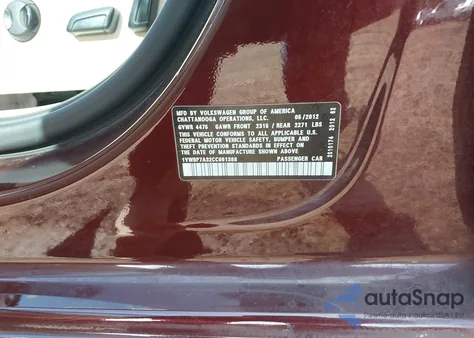 MFD BY VOLKSWAGEN GROUP OF AMERICA
CHATTANOOGA OPERATIONS, LLC. 06/2012
GVWR 4475 GAWR FRONT 2315 / REAR 2271 LBS
THIS VEHICLE CONFORMS TO ALL APPLICABLE U.S.
FEDERAL MOTOR VEHICLE SAFETY, BUMPER, AND
THEFT PREVENTION STANDARDS IN EFFECT ON THE
DATE OF MANUFACTURE SHOWN ABOVE.
PASSENGER CAR
autoSnap